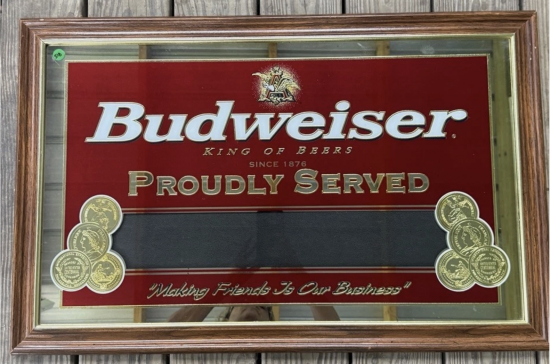 Budweiser
KING OF BEERS
SINCE 1876
PROUDLY SERVED
"Making Friends Is Our Business"